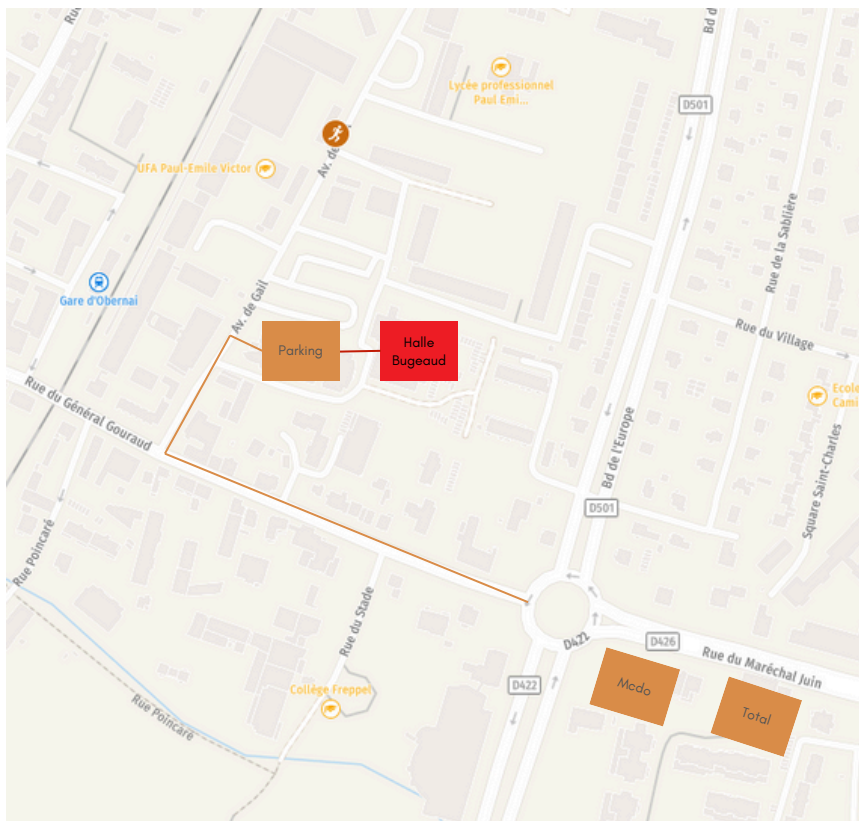 Bd d
Lycée professionnel
Paul Emi...
D501
Av. de
UFA Paul-Emile Victor
Rue de la Sablière
Gare d'Obernai
Av. de Gail
Parking
Halle
Bugeaud
Rue du Village
Rue du Général Gouraud
Ecole
Cami
Bd de l'Europe
Square Saint-Charles
D501
Rue Poincaré
Rue du Stade
D422
D426
Rue du Maréchal Juin
Mcdo
D422
Collège Freppel
Rue Poincaré
Total